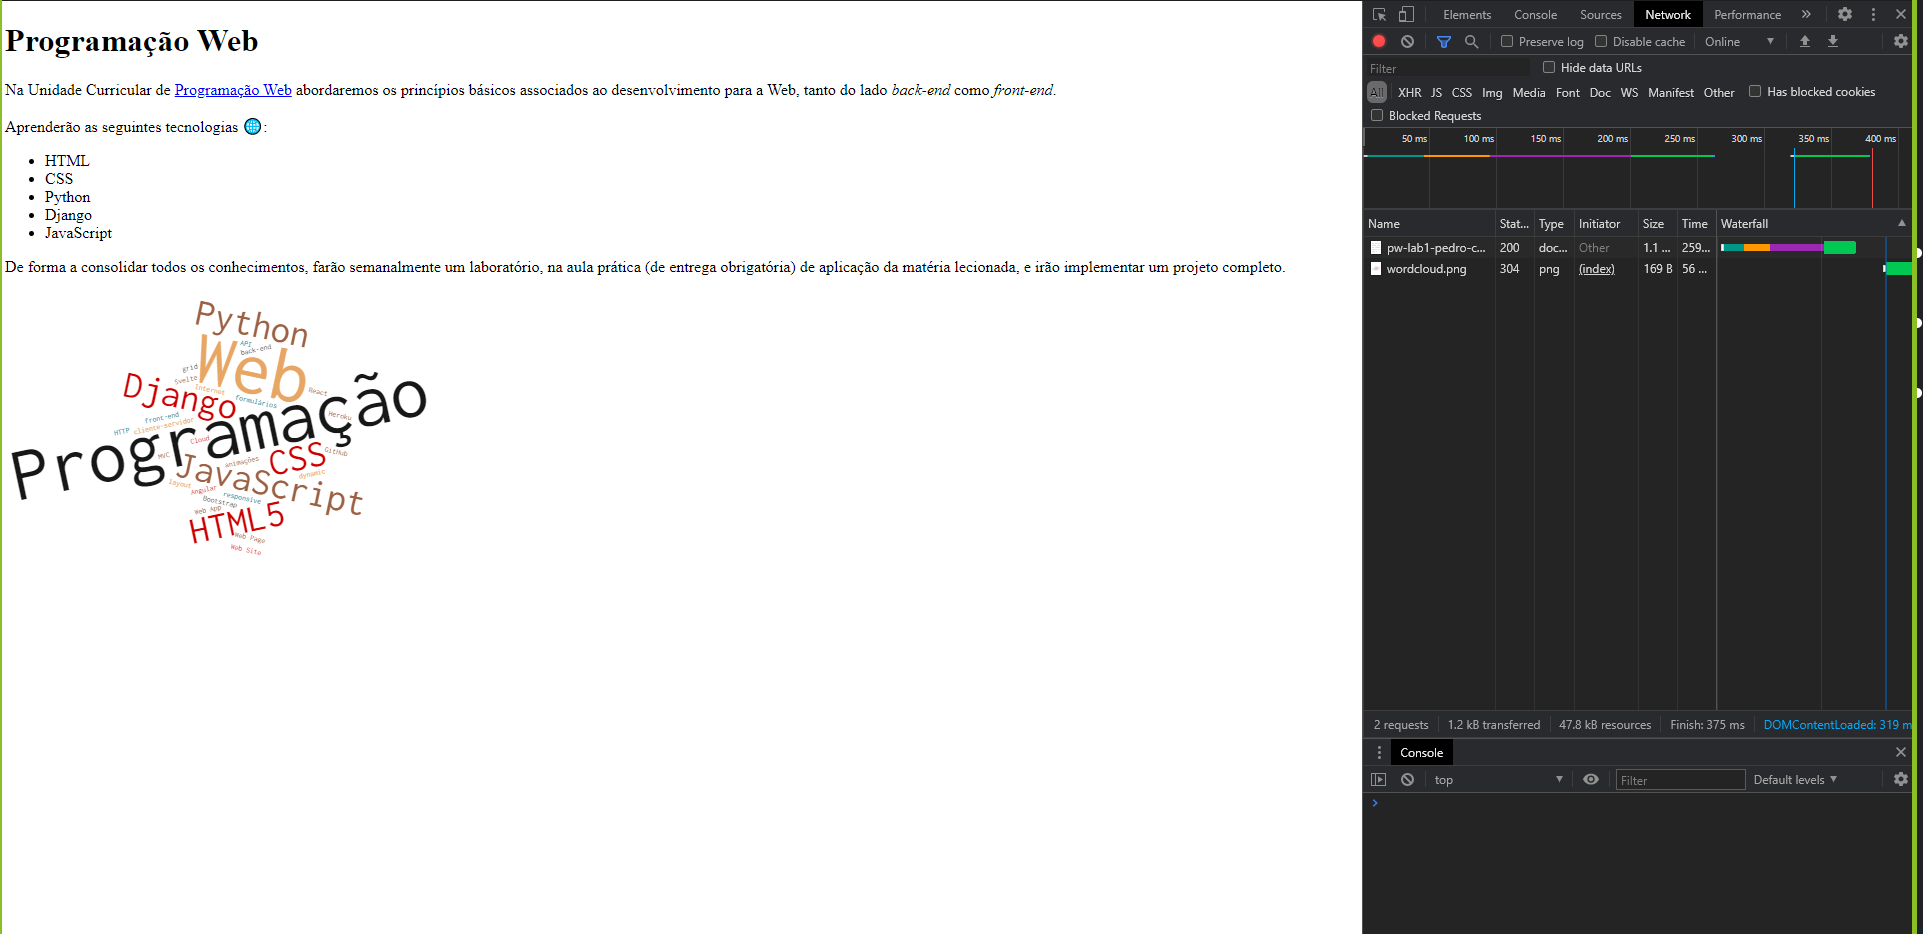 Programação Web
Na Unidade Curricular de Programação Web abordaremos os princípios básicos associados ao desenvolvimento para a Web, tanto do lado back-end como front-end.
Aprenderão as seguintes tecnologias :
HTML
CSS
Python
Django
JavaScript
De forma a consolidar todos os conhecimentos, farão semanalmente um laboratório, na aula prática (de entrega obrigatória) de aplicação da matéria lecionada, e irão implementar um projeto completo.
Python
API
back-end
Web
grid
Svelte
Internet
React
Django
formulários
Programação
Heroku
front-end
HTTP
cliente-servidor
Cloud
CSS
GitHub
MVC
animações
JavaScript
dynamic
layout
Angular
responsive
Bootstrap
Web App
HTML5
Web Page
Web Site
Elements Console Sources Network Performance »
Preserve log Disable cache Online
Filter Hide data URLs
All XHR JS CSS Img Media Font Doc WS Manifest Other Has blocked cookies
Blocked Requests
50 ms 100 ms 150 ms 200 ms 250 ms 300 ms 350 ms 400 ms
Name Stat... Type Initiator Size Time Waterfall
pw-lab1-pedro-c... 200 doc... Other 1.1 ... 259...
wordcloud.png 304 png (index) 169 B 56 ...
2 requests 1.2 kB transferred 47.8 kB resources Finish: 375 ms DOMContentLoaded: 319 m
Console
top Filter Default levels